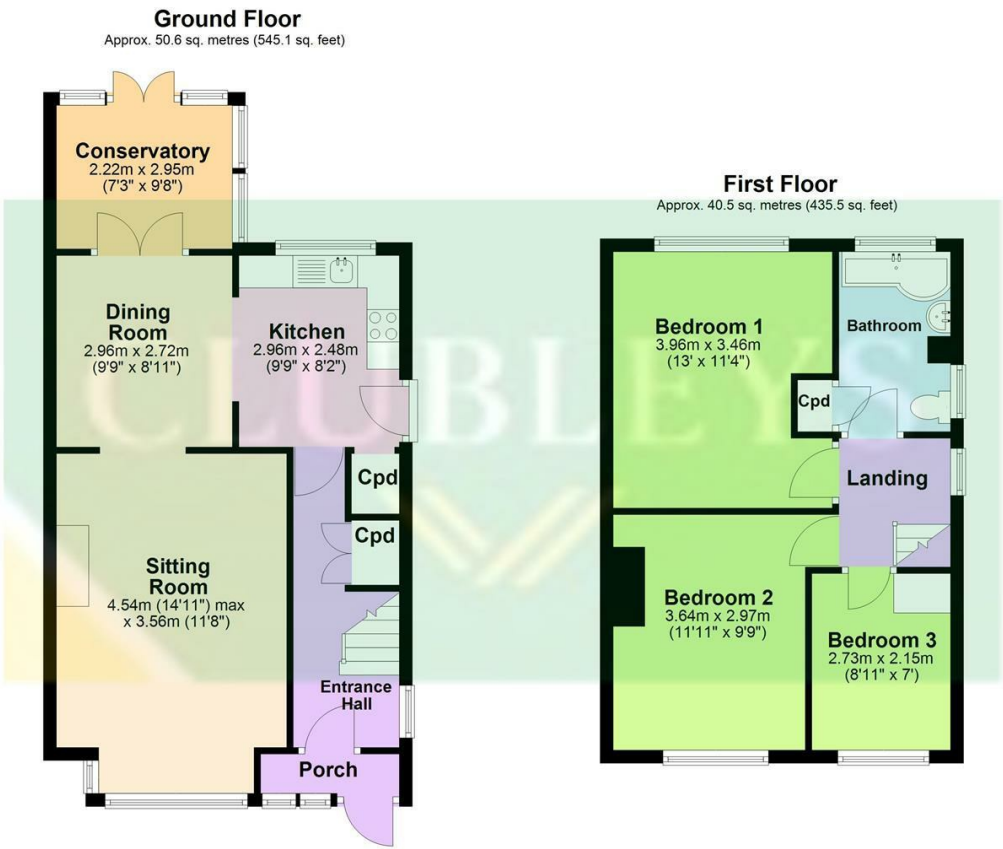 Ground Floor
Approx. 50.6 sq. metres (545.1 sq. feet)
Conservatory
2.22m x 2.95m
(7'3" x 9'8")
Dining
Room
2.96m x 2.72m
(9'9" x 8'11")
Kitchen
2.96m x 2.48m
(9'9" x 8'2")
Cpd
Cpd
Sitting
Room
4.54m (14'11") max
x 3.56m (11'8")
Entrance
Hall
Porch
First Floor
Approx. 40.5 sq. metres (435.5 sq. feet)
Bedroom 1
3.96m x 3.46m
(13' x 11'4")
Bathroom
Cpd
Landing
Bedroom 2
3.64m x 2.97m
(11'11" x 9'9")
Bedroom 3
2.73m x 2.15m
(8'11" x 7')
CLUBLEYS